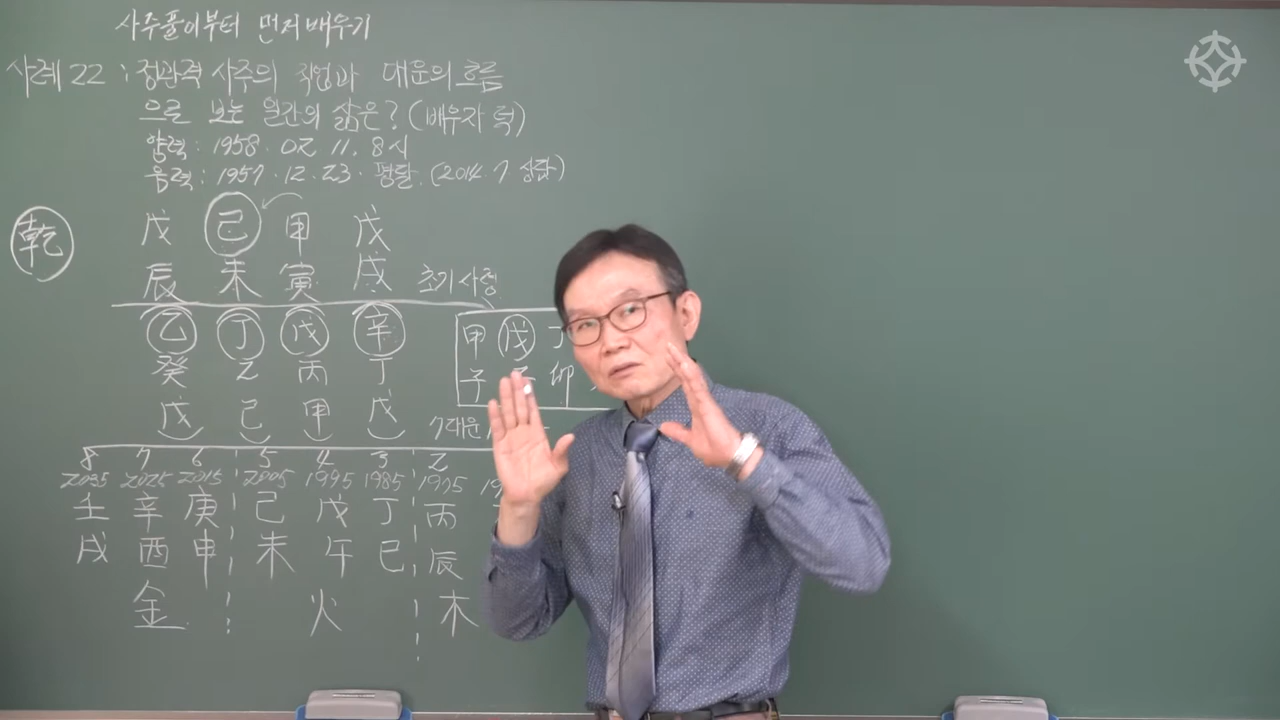 사주풀이부터 먼저배우기
사례 22 : 정관격 사주의 직업과 대운의 흐름
으로 보는 일간의 삶은? (배우자 덕)
양력 : 1958. 02. 11. 8시
음력 : 1957. 12. 23. 평달. (2014. 7 상담)
乾
戊 己 甲 戊
辰 未 寅 戌 초기 사령
乙 丁 戊 辛 甲 戊 丁
癸 乙 丙 丁 子 子 卯
戊 己 甲 戊 7대운
8 7 6 5 4 3 2
2035 2025 2015 2005 1995 1985 1975 19
壬 辛 庚 己 戊 丁 丙
戌 酉 申 未 午 巳 辰
金 火 木